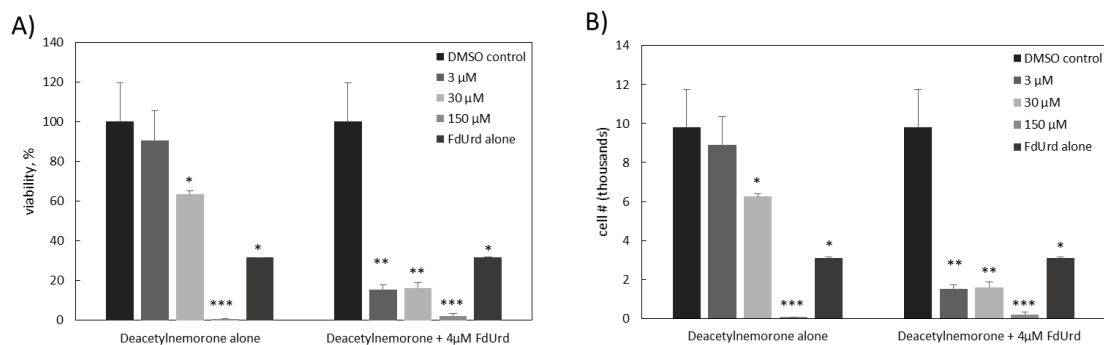 A)
140
120
100
80
60
40
20
0
viability, %
DMSO control
3 µM
30 µM
150 µM
FdUrd alone
*
***
*
**
**
***
*
Deacetylnemorone alone
Deacetylnemorone + 4µM FdUrd
B)
14
12
10
8
6
4
2
0
cell # (thousands)
DMSO control
3 µM
30 µM
150 µM
FdUrd alone
*
***
*
**
**
***
*
Deacetylnemorone alone
Deacetylnemorone + 4µM FdUrd